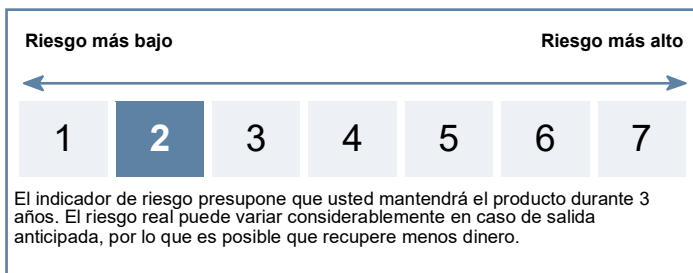 Riesgo más bajo Riesgo más alto
1 2 3 4 5 6 7
El indicador de riesgo presupone que usted mantendrá el producto durante 3
años. El riesgo real puede variar considerablemente en caso de salida
anticipada, por lo que es posible que recupere menos dinero.